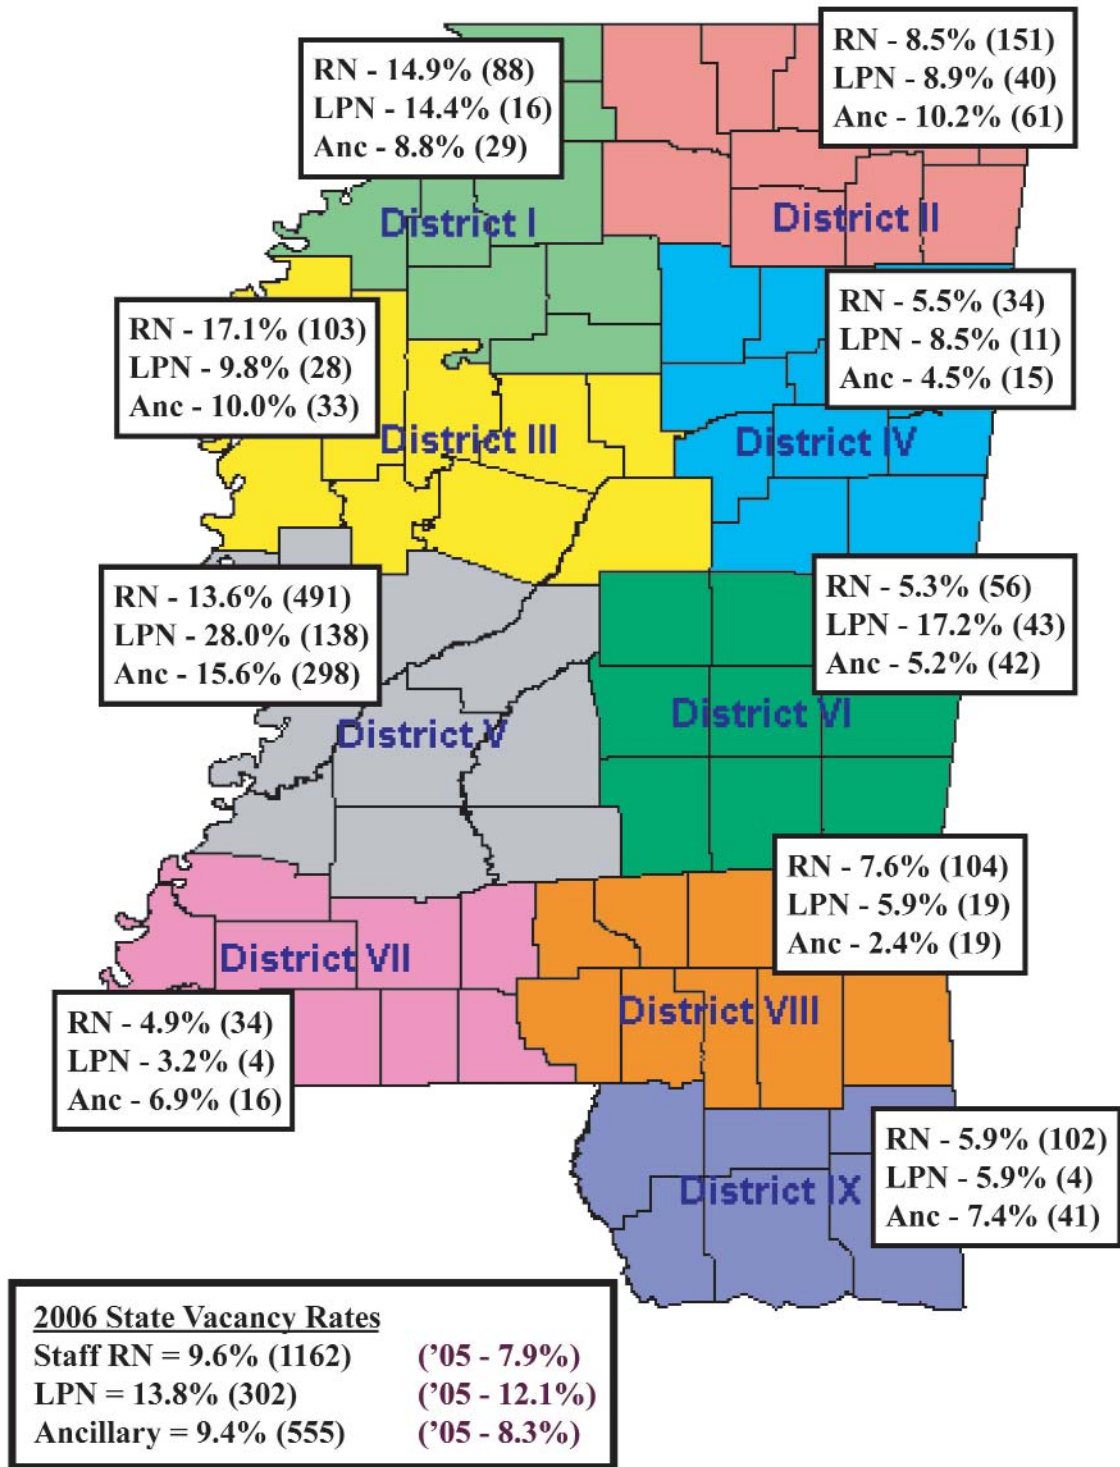 RN - 14.9% (88)
LPN - 14.4% (16)
Anc - 8.8% (29)
RN - 8.5% (151)
LPN - 8.9% (40)
Anc - 10.2% (61)
District I
District II
RN - 17.1% (103)
LPN - 9.8% (28)
Anc - 10.0% (33)
RN - 5.5% (34)
LPN - 8.5% (11)
Anc - 4.5% (15)
District III
District IV
RN - 13.6% (491)
LPN - 28.0% (138)
Anc - 15.6% (298)
RN - 5.3% (56)
LPN - 17.2% (43)
Anc - 5.2% (42)
District V
District VI
RN - 7.6% (104)
LPN - 5.9% (19)
Anc - 2.4% (19)
District VII
District VIII
RN - 4.9% (34)
LPN - 3.2% (4)
Anc - 6.9% (16)
RN - 5.9% (102)
LPN - 5.9% (4)
Anc - 7.4% (41)
District IX
2006 State Vacancy Rates
Staff RN = 9.6% (1162) (’05 - 7.9%)
LPN = 13.8% (302) (’05 - 12.1%)
Ancillary = 9.4% (555) (’05 - 8.3%)